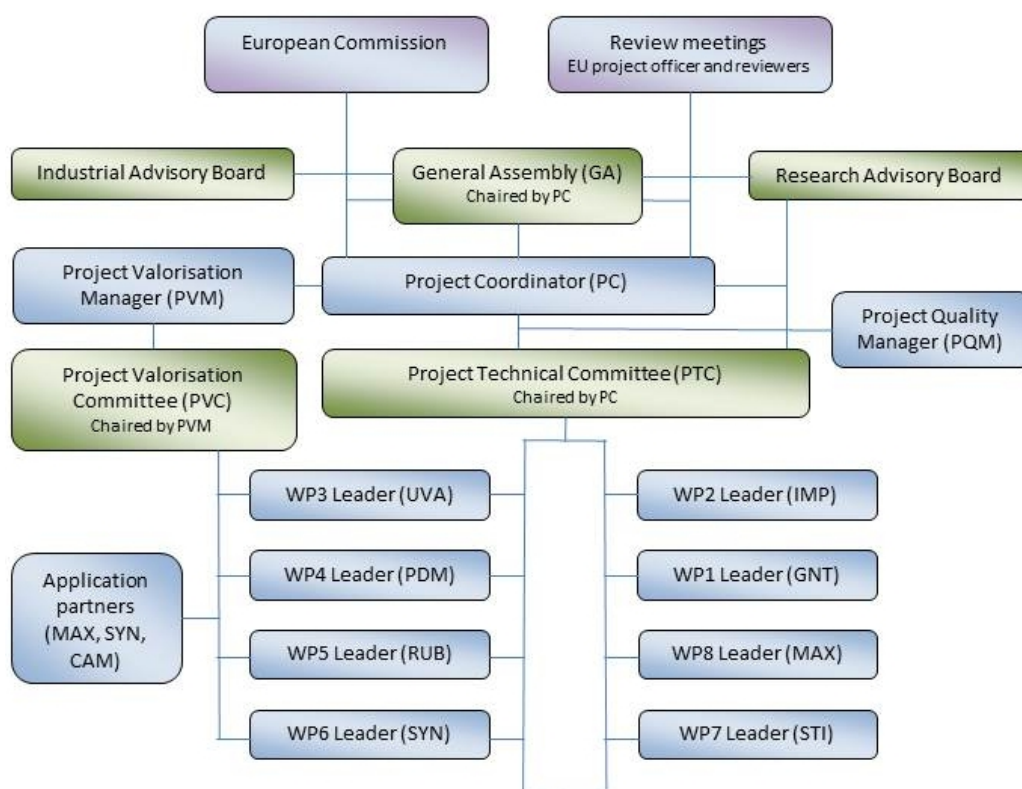 European Commission
Review meetings
EU project officer and reviewers
Industrial Advisory Board
General Assembly (GA)
Chaired by PC
Research Advisory Board
Project Valorisation
Manager (PVM)
Project Coordinator (PC)
Project Quality
Manager (PQM)
Project Valorisation
Committee (PVC)
Chaired by PVM
Project Technical Committee (PTC)
Chaired by PC
WP3 Leader (UVA)
WP2 Leader (IMP)
Application
partners
(MAX, SYN,
CAM)
WP4 Leader (PDM)
WP1 Leader (GNT)
WP5 Leader (RUB)
WP8 Leader (MAX)
WP6 Leader (SYN)
WP7 Leader (STI)